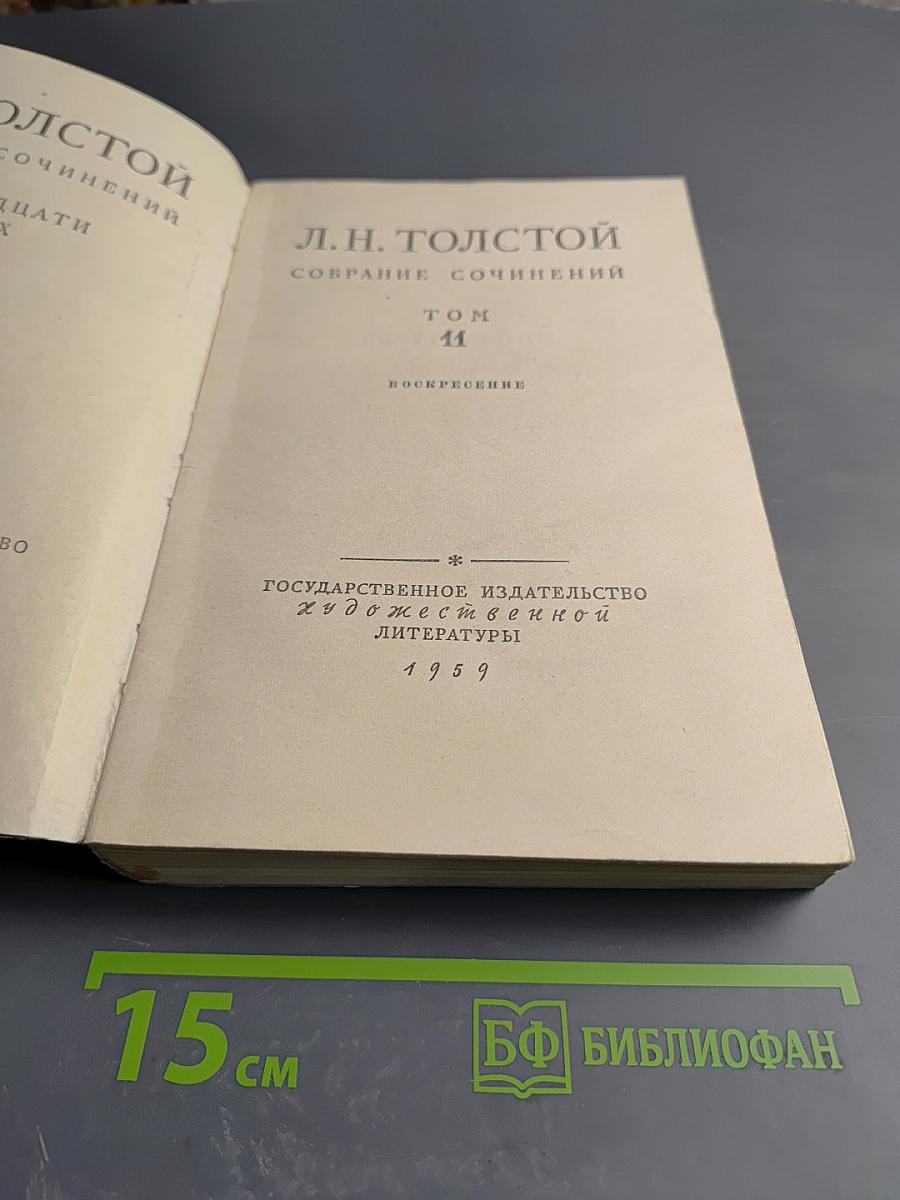 ОЛСТОЙ
СОЧИНЕНИЙ
ДЦАТИ
Х
ВО
Л. Н. ТОЛСТОЙ
СОБРАНИЕ СОЧИНЕНИЙ
ТОМ
11
ВОСКРЕСЕНИЕ
*
ГОСУДАРСТВЕННОЕ ИЗДАТЕЛЬСТВО
художественной
ЛИТЕРАТУРЫ
1959
15 см
БФ БИБЛИОФАН